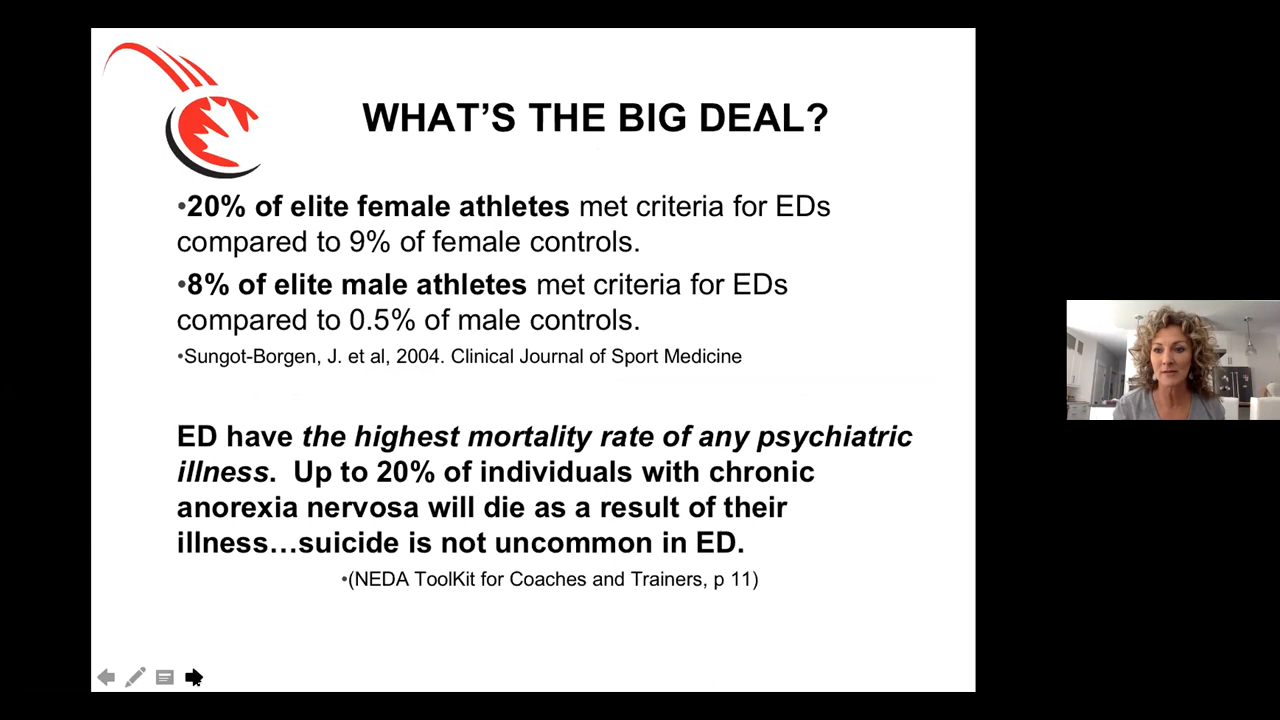 WHAT'S THE BIG DEAL?
•20% of elite female athletes met criteria for EDs
compared to 9% of female controls.
•8% of elite male athletes met criteria for EDs
compared to 0.5% of male controls.
•Sungot-Borgen, J. et al, 2004. Clinical Journal of Sport Medicine
ED have the highest mortality rate of any psychiatric
illness.  Up to 20% of individuals with chronic
anorexia nervosa will die as a result of their
illness…suicide is not uncommon in ED.
•(NEDA ToolKit for Coaches and Trainers, p 11)